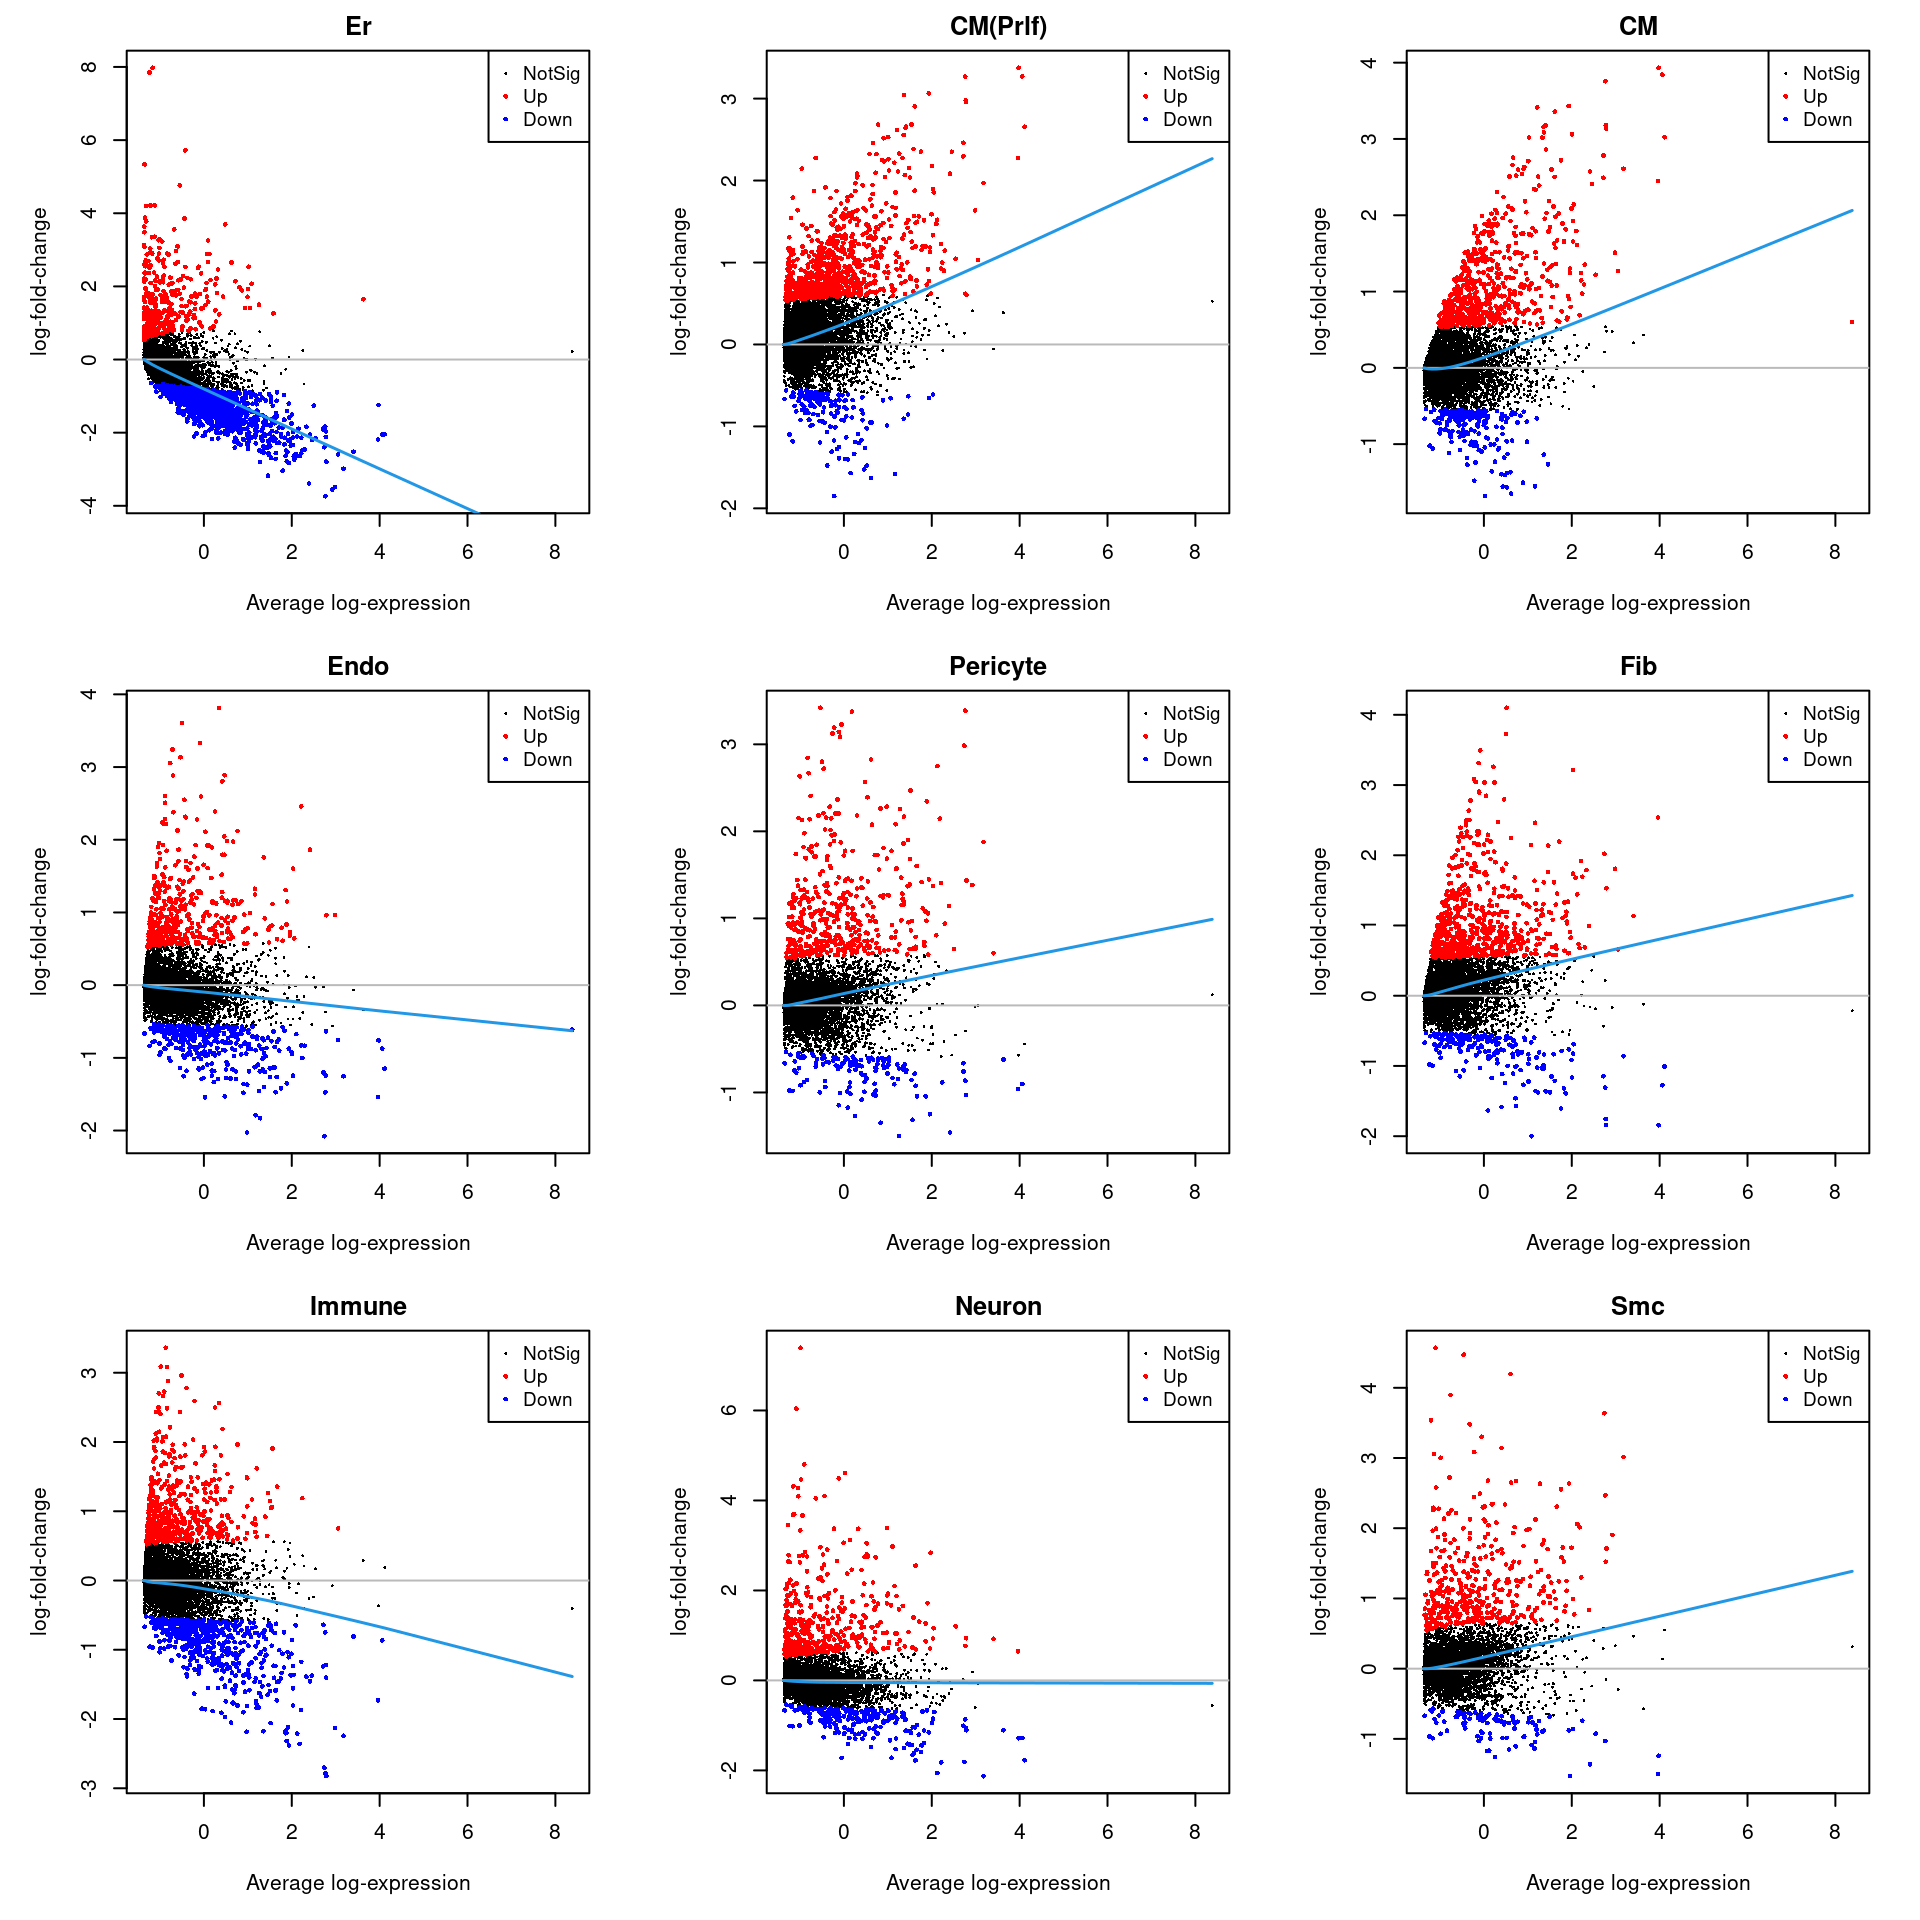 Er
8
6
4
2
0
-2
-4
log-fold-change
NotSig
Up
Down
0 2 4 6 8
Average log-expression
CM(Prlf)
3
2
1
0
-1
-2
log-fold-change
NotSig
Up
Down
0 2 4 6 8
Average log-expression
CM
4
3
2
1
0
-1
log-fold-change
NotSig
Up
Down
0 2 4 6 8
Average log-expression
Endo
4
3
2
1
0
-1
-2
log-fold-change
NotSig
Up
Down
0 2 4 6 8
Average log-expression
Pericyte
3
2
1
0
-1
log-fold-change
NotSig
Up
Down
0 2 4 6 8
Average log-expression
Fib
4
3
2
1
0
-1
-2
log-fold-change
NotSig
Up
Down
0 2 4 6 8
Average log-expression
Immune
3
2
1
0
-1
-2
-3
log-fold-change
NotSig
Up
Down
0 2 4 6 8
Average log-expression
Neuron
6
4
2
0
-2
log-fold-change
NotSig
Up
Down
0 2 4 6 8
Average log-expression
Smc
4
3
2
1
0
-1
log-fold-change
NotSig
Up
Down
0 2 4 6 8
Average log-expression